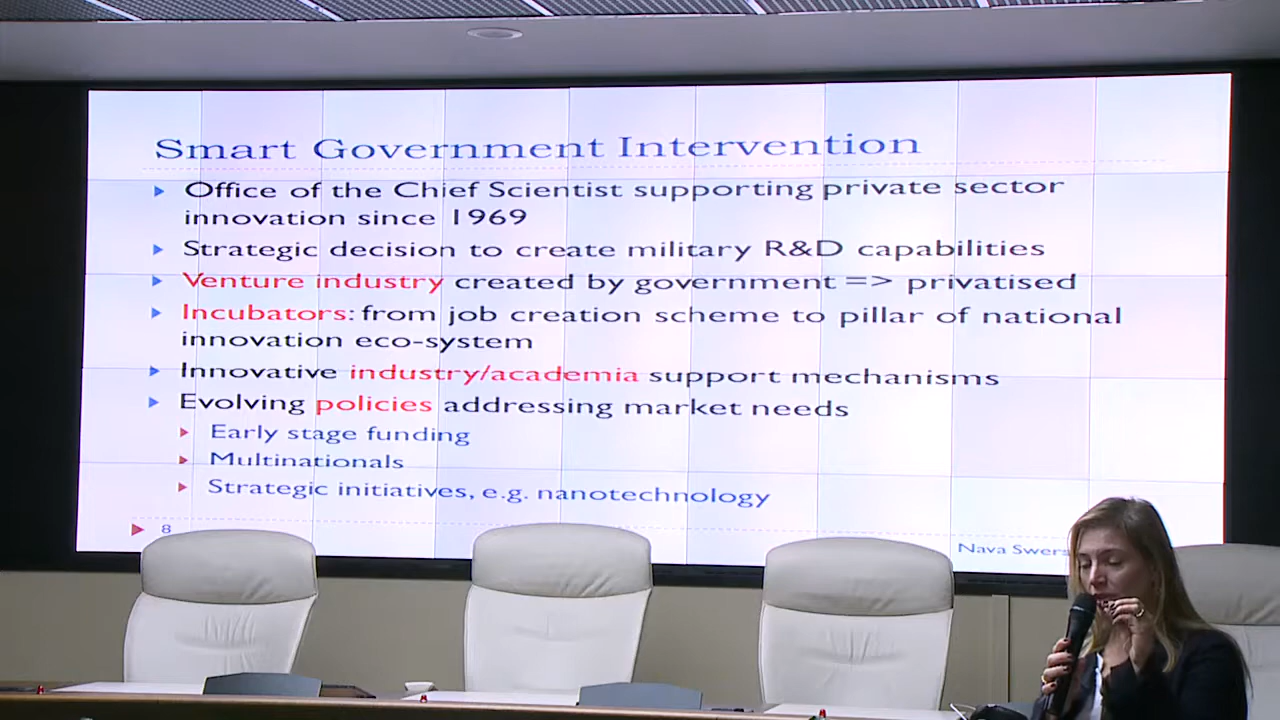 Smart Government Intervention
Office of the Chief Scientist supporting private sector
innovation since 1969
Strategic decision to create military R&D capabilities
Venture industry created by government => privatised
Incubators: from job creation scheme to pillar of national
innovation eco-system
Innovative industry/academia support mechanisms
Evolving policies addressing market needs
Early stage funding
Multinationals
Strategic initiatives, e.g. nanotechnology
8
Nava